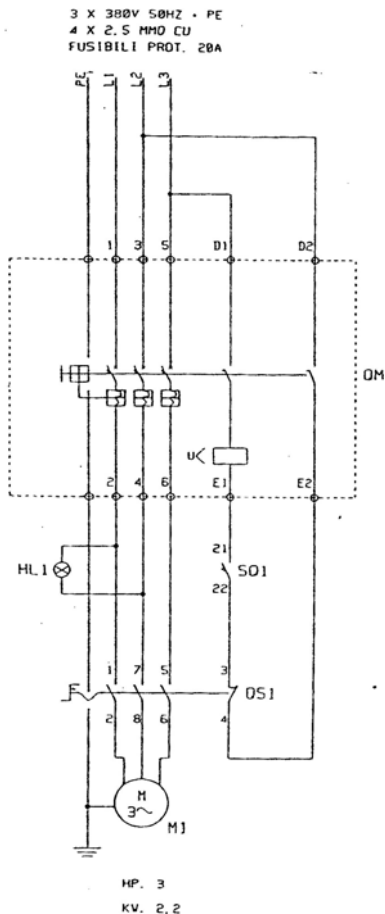 3 X 380V 50HZ + PE
4 X 2.5 MMQ CU
FUSIBILI PROT. 20A
PE L1 L2 L3
1 3 5 D1 D2
QM
U<
2 4 6 E1 E2
21
HL1 SO1
22
1 7 5 3
QS1
2 8 6 4
M
3~
M1
HP. 3
KW. 2,2